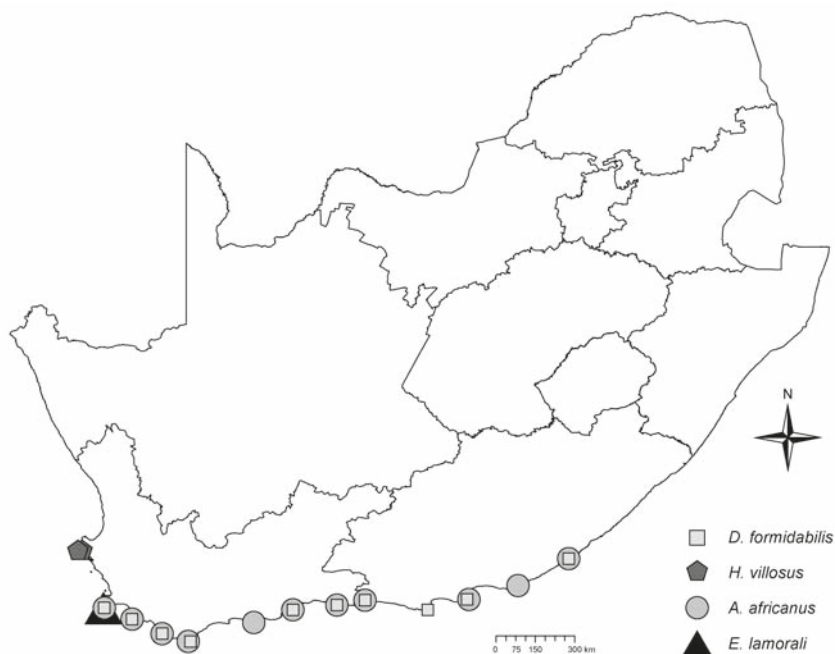 N
D. formidabilis
H. villosus
A. africanus
E. lamorali
0 75 150 300 km